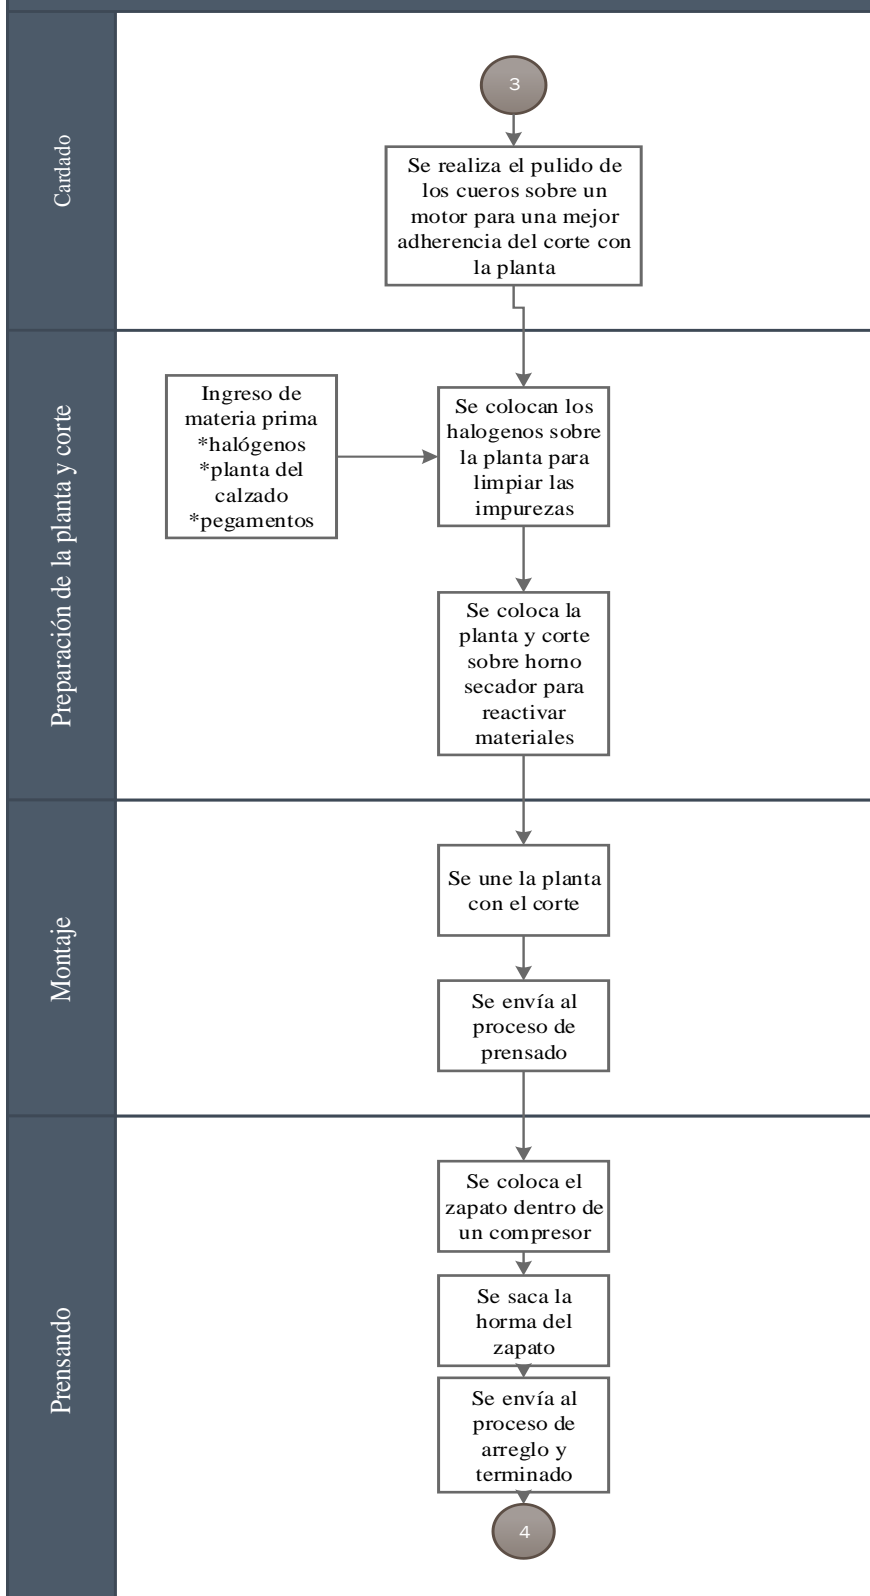 Cardado
3
Se realiza el pulido de
los cueros sobre un
motor para una mejor
adherencia del corte con
la planta
Preparación de la planta y corte
Ingreso de
materia prima
*halógenos
*planta del
calzado
*pegamentos
Se colocan los
halogenos sobre
la planta para
limpiar las
impurezas
Se coloca la
planta y corte
sobre horno
secador para
reactivar
materiales
Montaje
Se une la planta
con el corte
Se envía al
proceso de
prensado
Prensando
Se coloca el
zapato dentro de
un compresor
Se saca la
horma del
zapato
Se envía al
proceso de
arreglo y
terminado
4